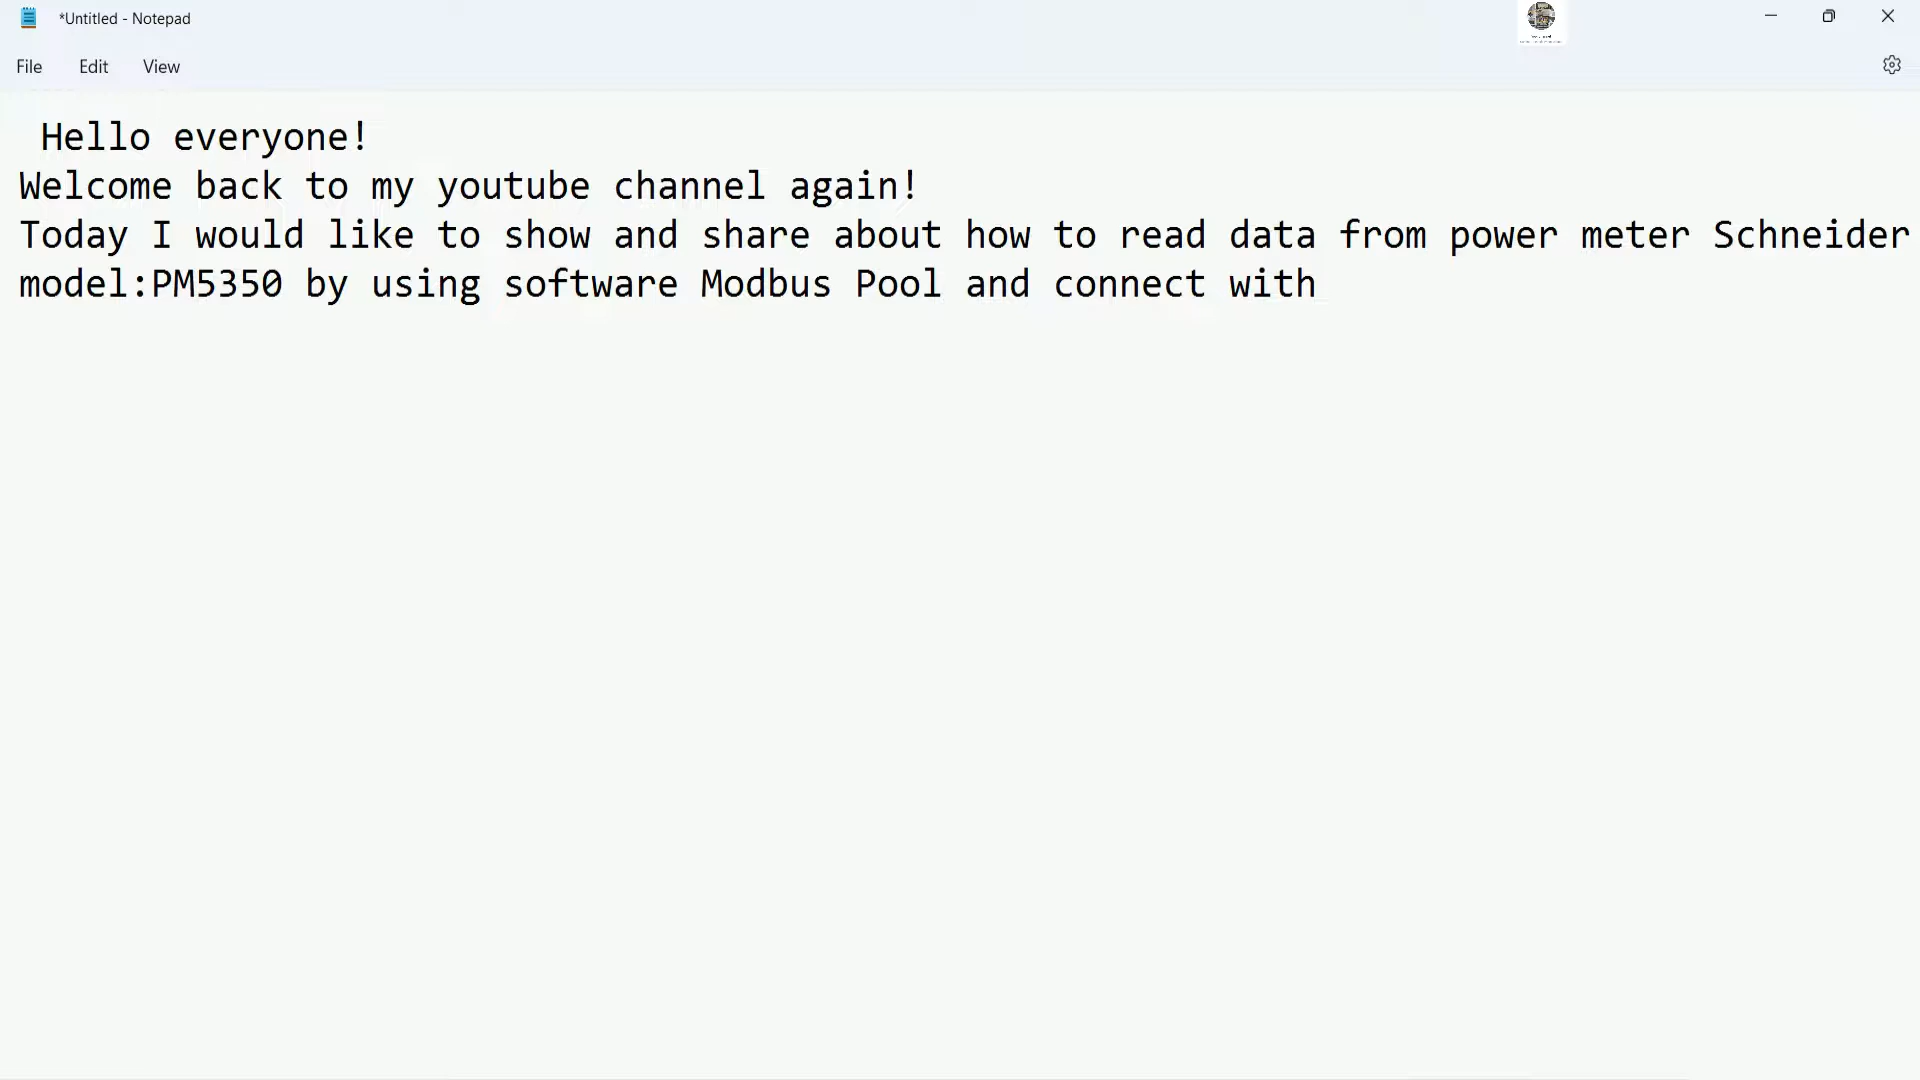 *Untitled - Notepad
File Edit View
Hello everyone!
Welcome back to my youtube channel again!
Today I would like to show and share about how to read data from power meter Schneider
model:PM5350 by using software Modbus Pool and connect with